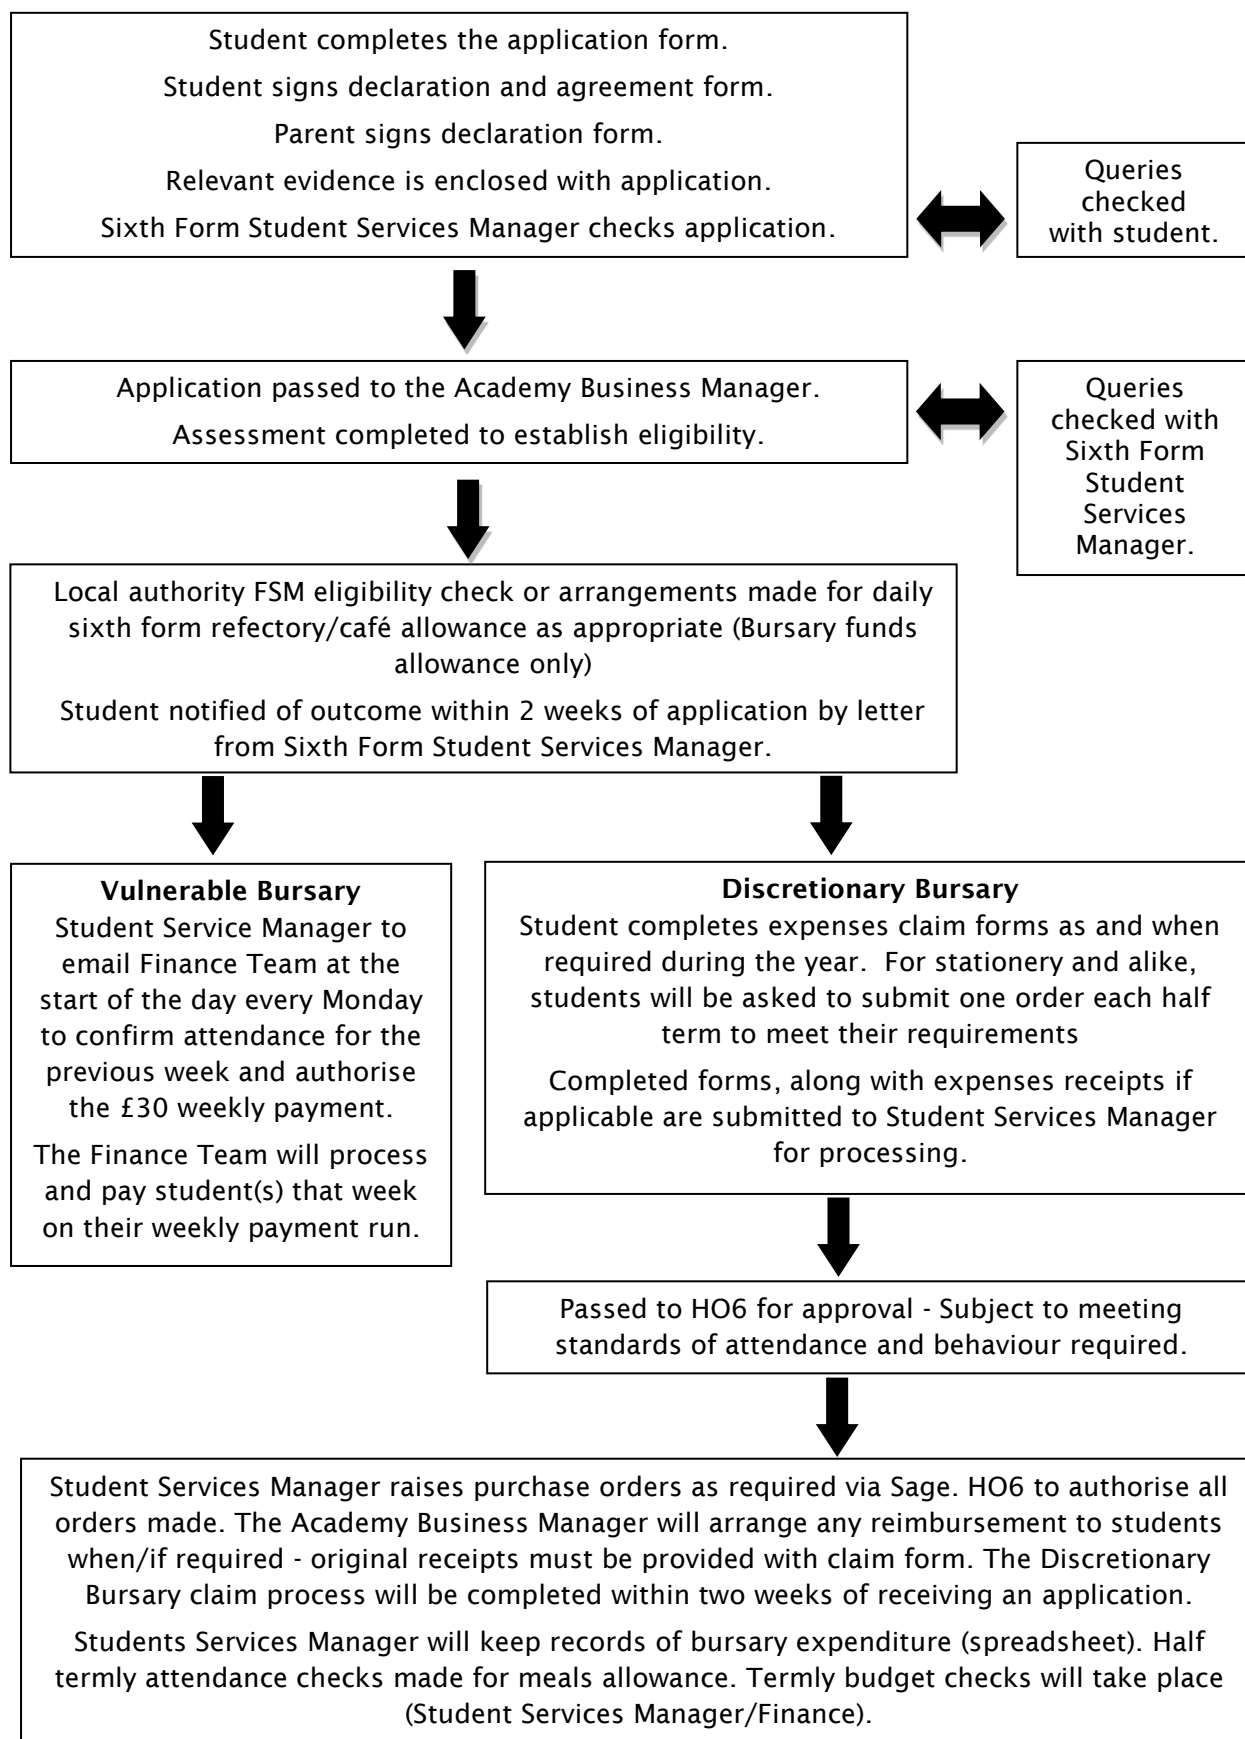 Student completes the application form.
Student signs declaration and agreement form.
Parent signs declaration form.
Relevant evidence is enclosed with application.
Sixth Form Student Services Manager checks application.
Queries
checked
with student.
Application passed to the Academy Business Manager.
Assessment completed to establish eligibility.
Queries
checked with
Sixth Form
Student
Services
Manager.
Local authority FSM eligibility check or arrangements made for daily
sixth form refectory/café allowance as appropriate (Bursary funds
allowance only)
Student notified of outcome within 2 weeks of application by letter
from Sixth Form Student Services Manager.
Vulnerable Bursary
Student Service Manager to
email Finance Team at the
start of the day every Monday
to confirm attendance for the
previous week and authorise
the £30 weekly payment.
The Finance Team will process
and pay student(s) that week
on their weekly payment run.
Discretionary Bursary
Student completes expenses claim forms as and when
required during the year.  For stationery and alike,
students will be asked to submit one order each half
term to meet their requirements
Completed forms, along with expenses receipts if
applicable are submitted to Student Services Manager
for processing.
Passed to HO6 for approval - Subject to meeting
standards of attendance and behaviour required.
Student Services Manager raises purchase orders as required via Sage. HO6 to authorise all
orders made. The Academy Business Manager will arrange any reimbursement to students
when/if required - original receipts must be provided with claim form. The Discretionary
Bursary claim process will be completed within two weeks of receiving an application.
Students Services Manager will keep records of bursary expenditure (spreadsheet). Half
termly attendance checks made for meals allowance. Termly budget checks will take place
(Student Services Manager/Finance).